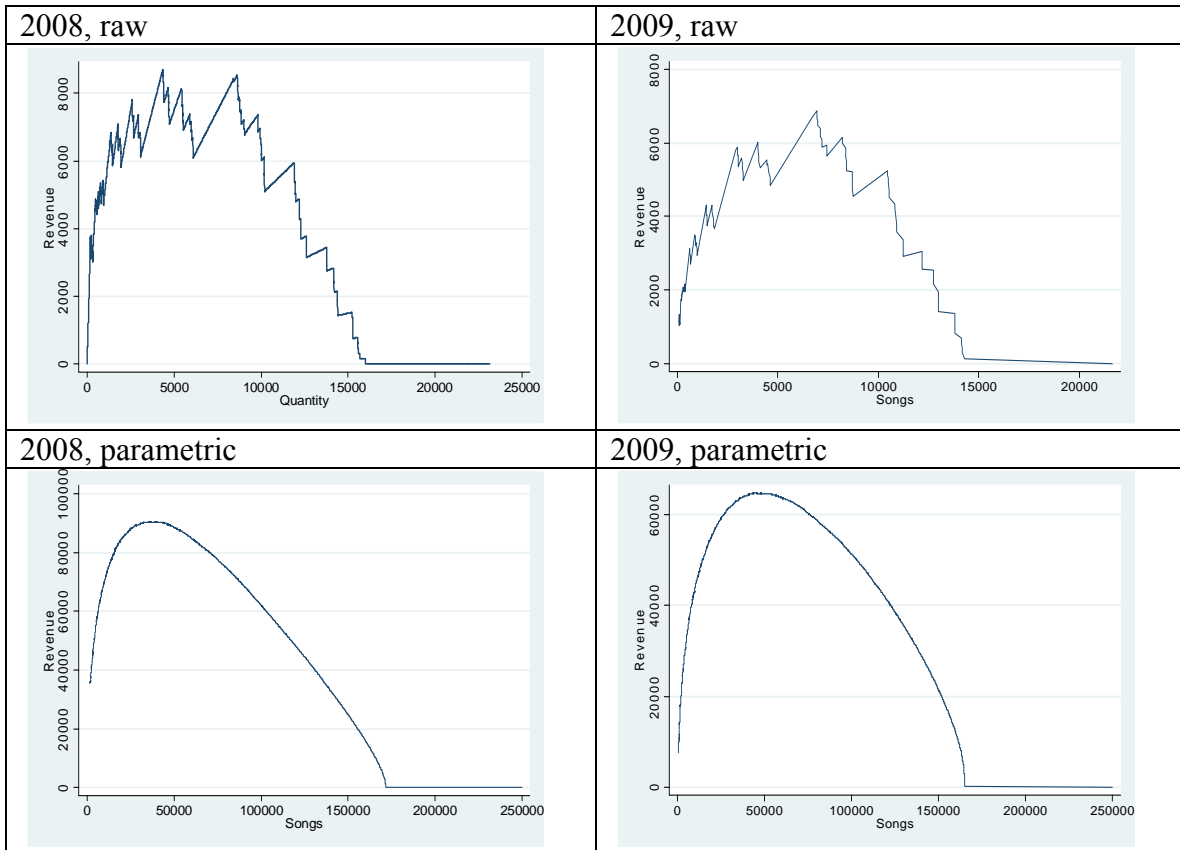 2008, raw
2009, raw
Revenue
8000
6000
4000
2000
0
0 5000 10000 15000 20000 25000
Quantity
Revenue
8000
6000
4000
2000
0
0 5000 10000 15000 20000
Songs
2008, parametric
2009, parametric
Revenue
100000
80000
60000
40000
20000
0
0 50000 100000 150000 200000 250000
Songs
Revenue
60000
40000
20000
0
0 50000 100000 150000 200000 250000
Songs